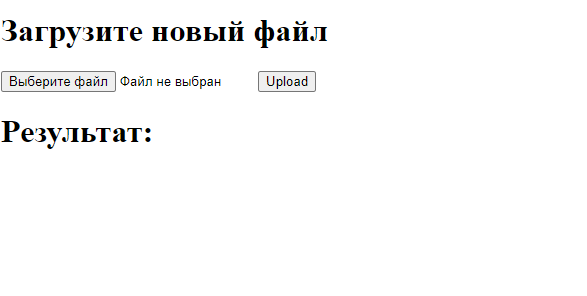 Загрузите новый файл
Выберите файл Файл не выбран Upload
Результат: